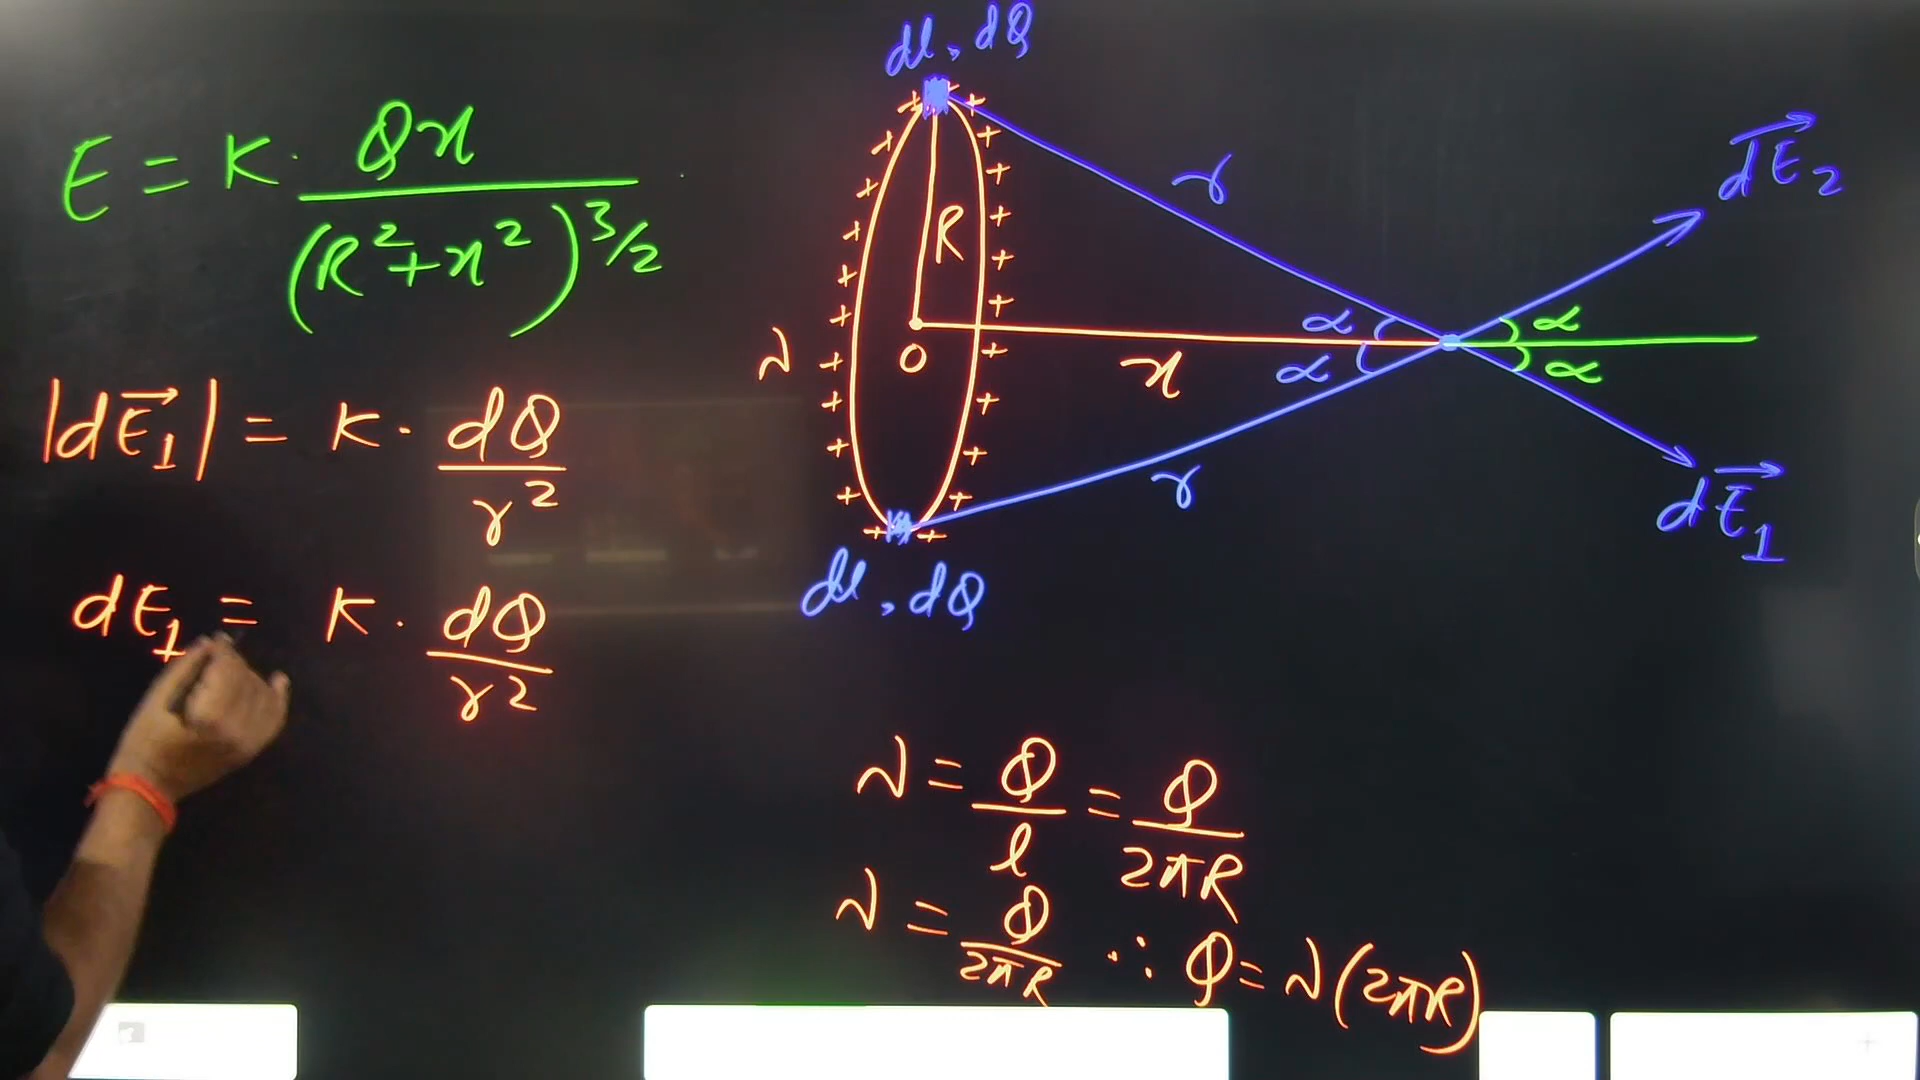 E = K · Qx / (R² + x²)^3/2
|dE₁⃗| = K · dQ / r²
dE₁ = K · dQ / r²
dl, dQ
R
O
λ
r
x
r
α
α
α
α
dE₂⃗
dE₁⃗
dl, dQ
λ = Q / l = Q / 2πR
λ = Q / 2πR ∴ Q = λ(2πR)